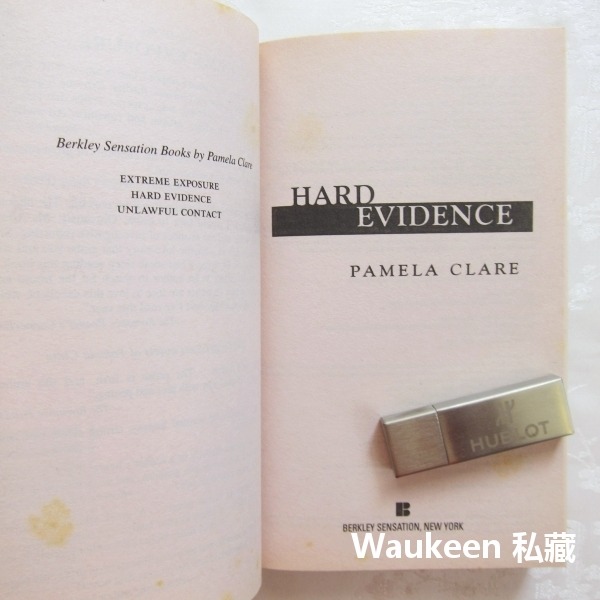 Berkley Sensation Books by Pamela Clare
EXTREME EXPOSURE
HARD EVIDENCE
UNLAWFUL CONTACT
HARD
EVIDENCE
PAMELA CLARE
HUBLOT
B
BERKLEY SENSATION, NEW YORK
Waukeen 私藏